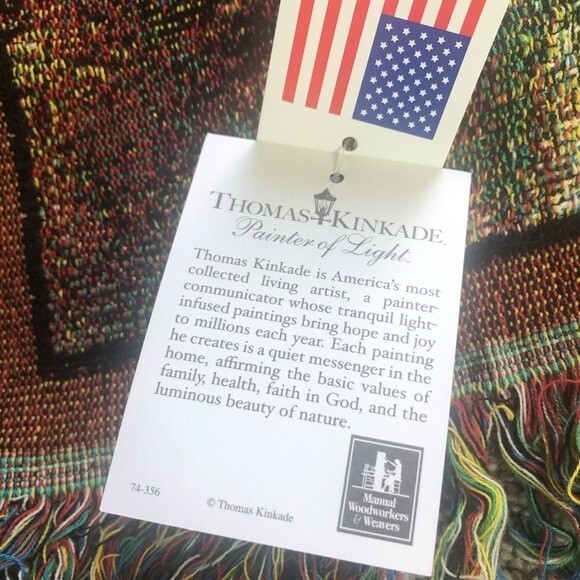 THOMAS KINKADE™
Painter of Light™
Thomas Kinkade is America's most
collected living artist, a painter-
communicator whose tranquil light-
infused paintings bring hope and joy
to millions each year. Each painting
he creates is a quiet messenger in the
home, affirming the basic values of
family, health, faith in God, and the
luminous beauty of nature.
74-356
© Thomas Kinkade
Manual
Woodworkers
& Weavers